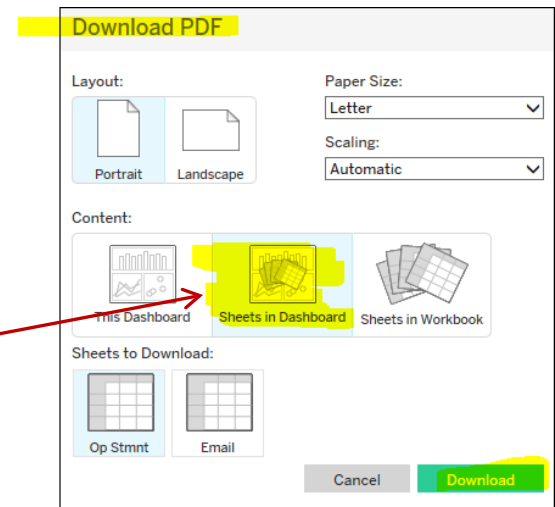 Download PDF
Layout:
Paper Size:
Letter
Scaling:
Portrait Landscape
Automatic
Content:
This Dashboard Sheets in Dashboard Sheets in Workbook
Sheets to Download:
Op Stmnt Email
Cancel Download